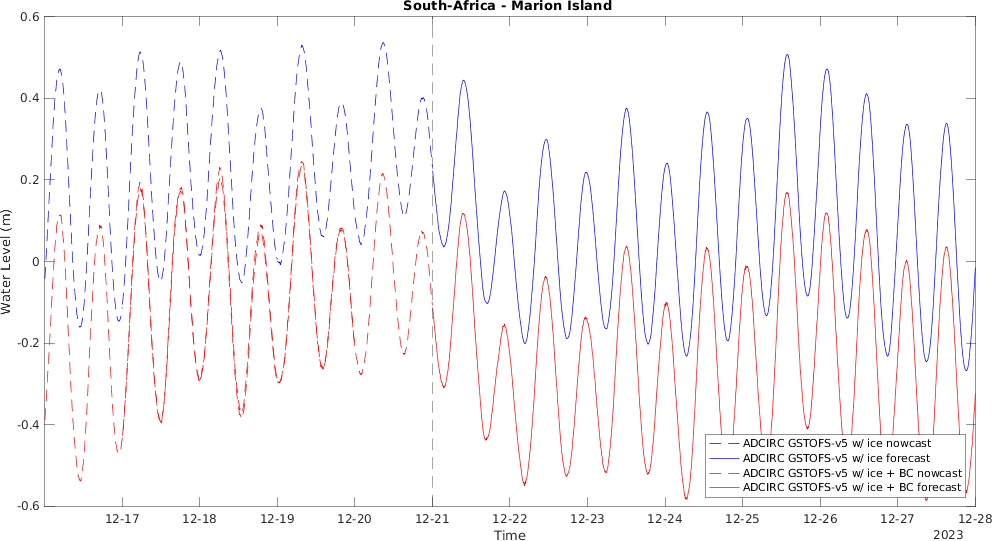 South-Africa - Marion Island
0.6
0.4
0.2
0
-0.2
-0.4
-0.6
Water Level (m)
ADCIRC GSTOFS-v5 w/ ice nowcast
ADCIRC GSTOFS-v5 w/ ice forecast
ADCIRC GSTOFS-v5 w/ ice + BC nowcast
ADCIRC GSTOFS-v5 w/ ice + BC forecast
12-17 12-18 12-19 12-20 12-21 12-22 12-23 12-24 12-25 12-26 12-27 12-28
Time
2023